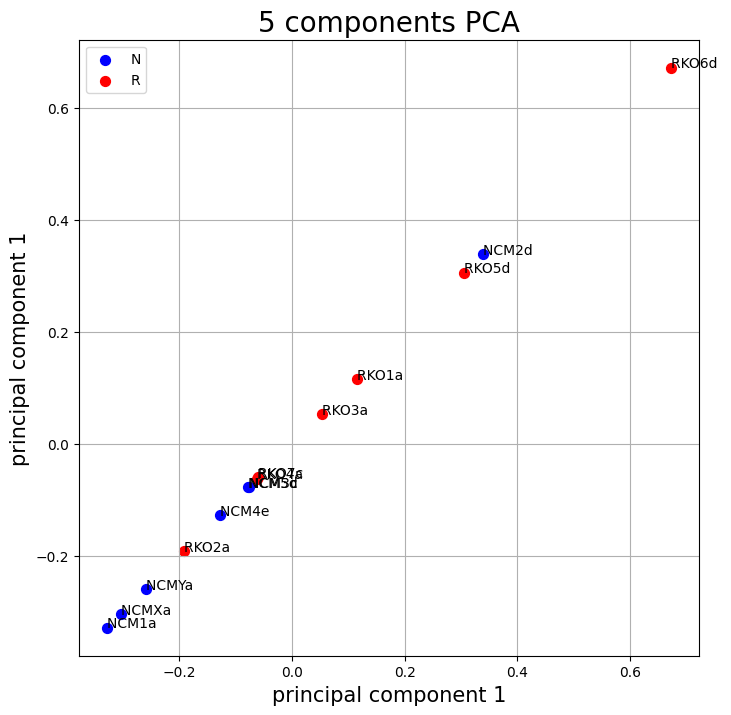 5 components PCA
N
R
RKO6d
0.6
0.4
NCM2d
RKO5d
0.2
RKO1a
RKO3a
0.0
NCM4e
RKO2a
−0.2
NCMYa
NCMXa
NCM1a
−0.2
0.0
0.2
0.4
0.6
principal component 1
principal component 1